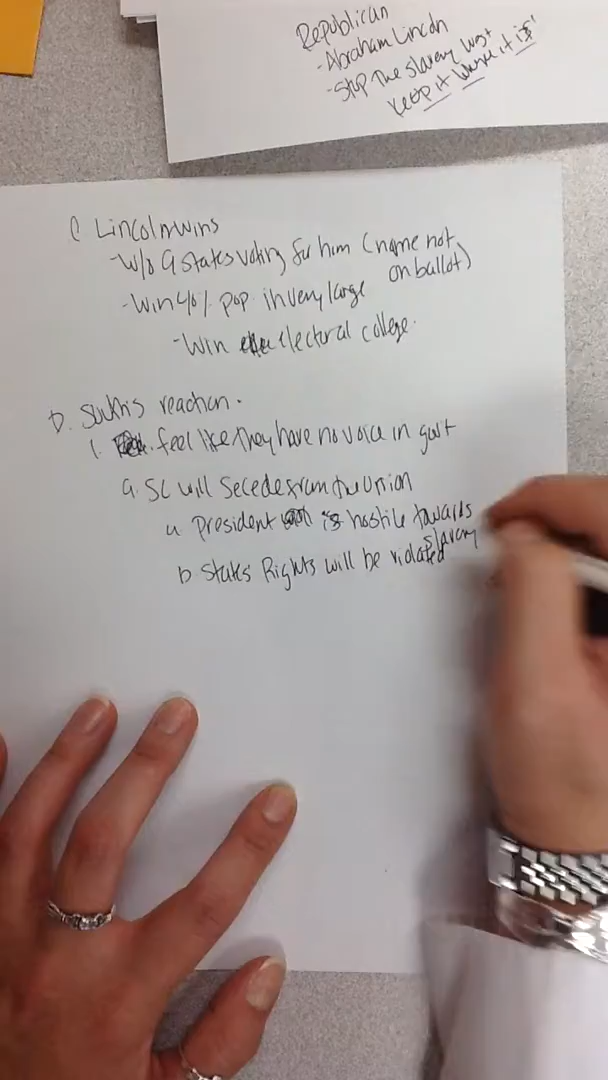 Republican
- Abraham Lincoln
- Stop the slavery west
keep it where it is!
C Lincoln wins
- W/o 9 states voting for him (name not
on ballot)
- Win 40% pop in very large
- Win electoral college.
D. South's reaction.
1. feel like they have no voice in gov't
a. SC will secede from the Union
a President is hostile towards
slavery
b. States Rights will be violated